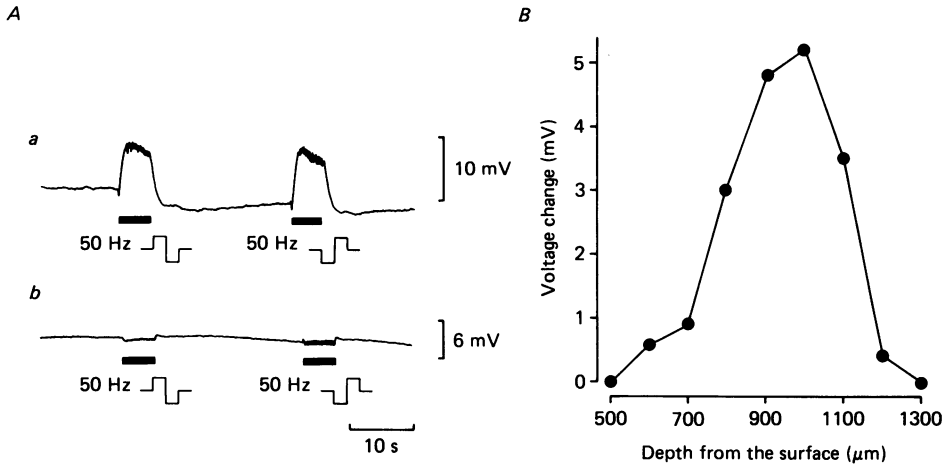 A
a
10 mV
50 Hz 50 Hz
b
6 mV
50 Hz 50 Hz
10 s
B
Voltage change (mV)
5
4
3
2
1
0
500 700 900 1100 1300
Depth from the surface (μm)